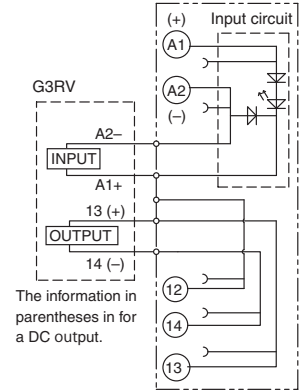 (+)
Input circuit
A1
A2
(–)
G3RV
A2–
INPUT
A1+
13 (+)
OUTPUT
14 (–)
12
14
13
The information in
parentheses in for
a DC output.